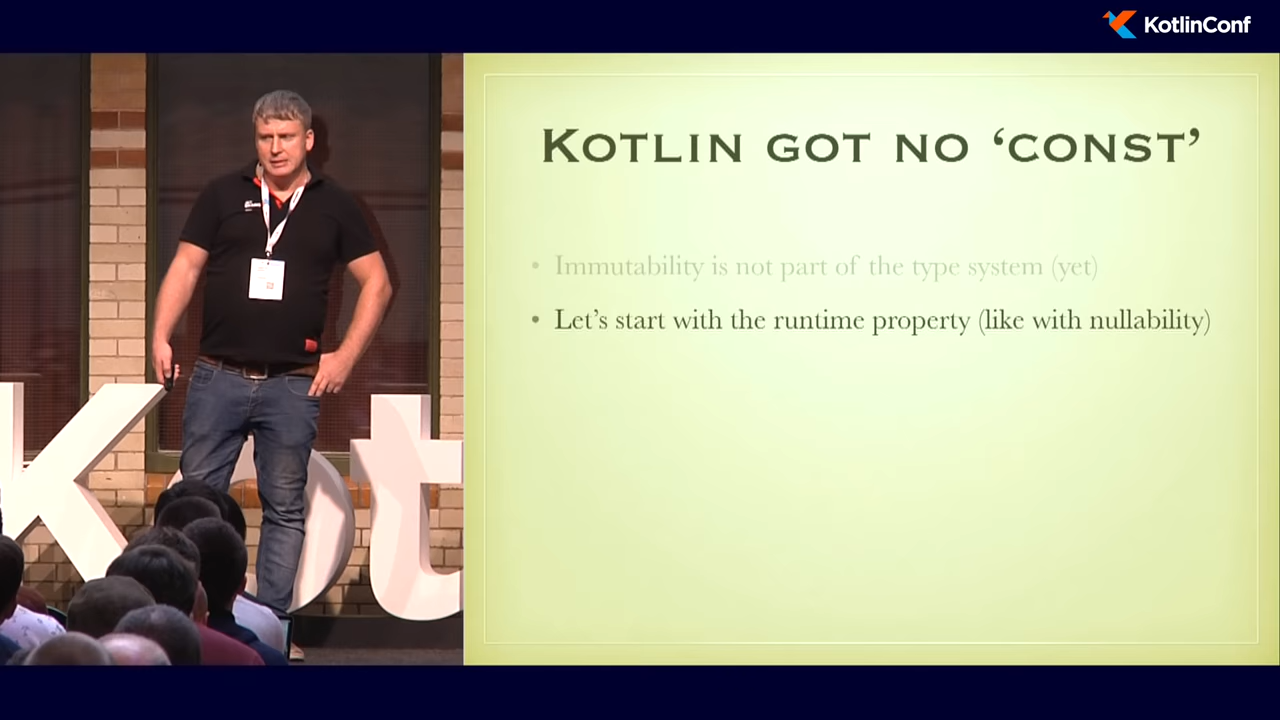 KotlinConf
KOTLIN GOT NO ‘CONST’
• Immutability is not part of the type system (yet)
• Let’s start with the runtime property (like with nullability)
Kot